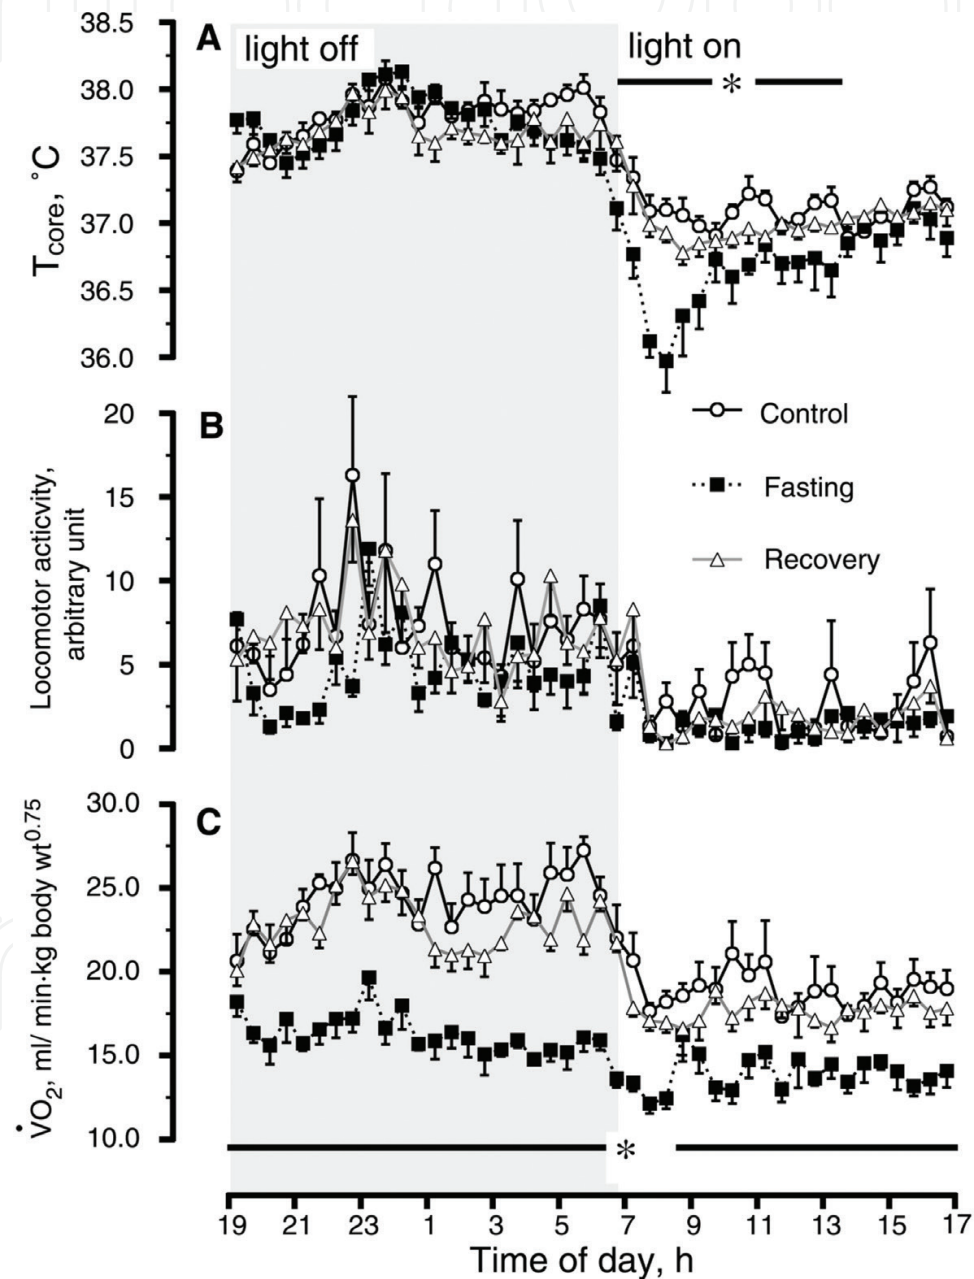 A
light off
light on
*
38.5
38.0
37.5
37.0
36.5
36.0
Tcore, °C
B
20
15
10
5
0
Locomotor acticvity,
arbitrary unit
Control
Fasting
Recovery
C
30.0
25.0
20.0
15.0
10.0
V̇O2, ml/ min·kg body wt0.75
*
19 21 23 1 3 5 7 9 11 13 15 17
Time of day, h